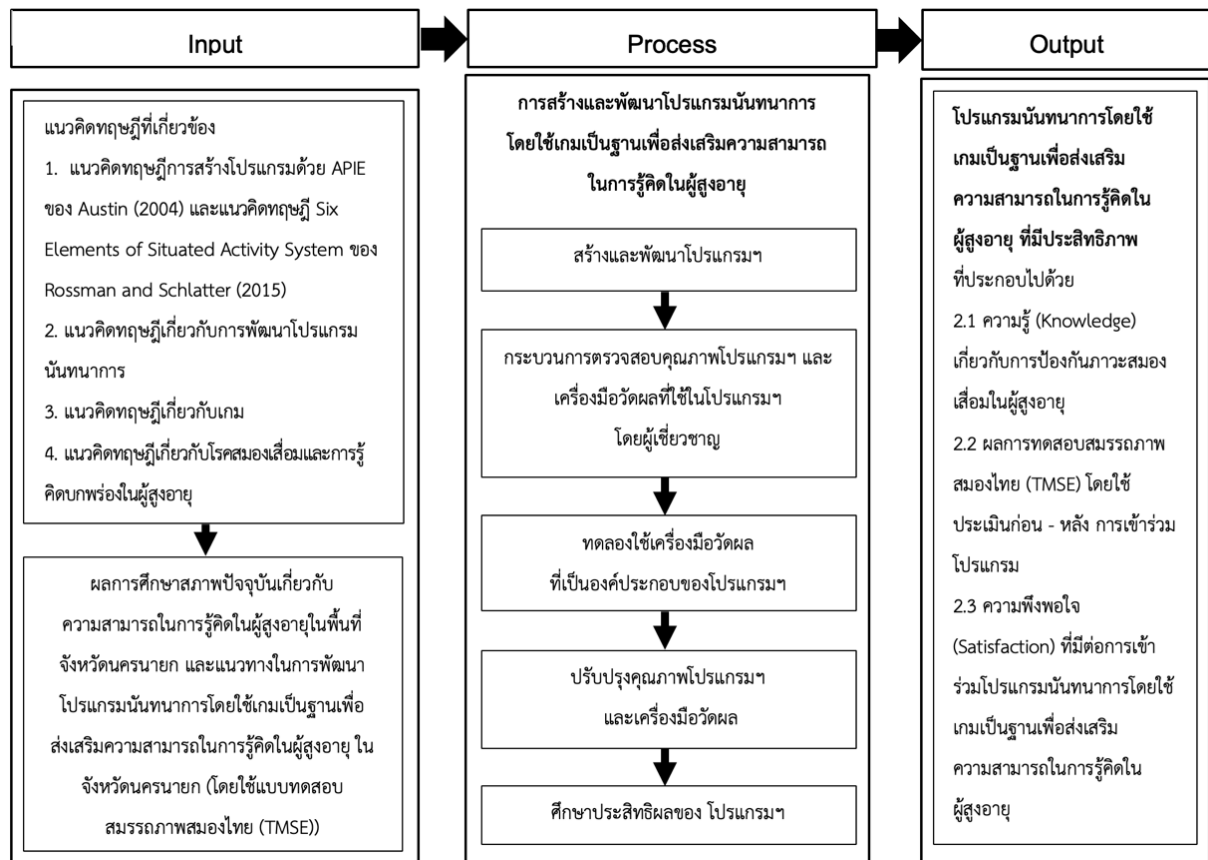 Input
Process
Output
แนวคิดทฤษฎีที่เกี่ยวข้อง
1. แนวคิดทฤษฎีการสร้างโปรแกรมด้วย APIE
ของ Austin (2004) และแนวคิดทฤษฎี Six
Elements of Situated Activity System ของ
Rossman and Schlatter (2015)
2. แนวคิดทฤษฎีเกี่ยวกับการพัฒนาโปรแกรม
นันทนาการ
3. แนวคิดทฤษฎีเกี่ยวกับเกม
4. แนวคิดทฤษฎีเกี่ยวกับโรคสมองเสื่อมและการรู้
คิดบกพร่องในผู้สูงอายุ
ผลการศึกษาสภาพปัจจุบันเกี่ยวกับ
ความสามารถในการรู้คิดในผู้สูงอายุในพื้นที่
จังหวัดนครนายก และแนวทางในการพัฒนา
โปรแกรมนันทนาการโดยใช้เกมเป็นฐานเพื่อ
ส่งเสริมความสามารถในการรู้คิดในผู้สูงอายุ ใน
จังหวัดนครนายก (โดยใช้แบบทดสอบ
สมรรถภาพสมองไทย (TMSE))
การสร้างและพัฒนาโปรแกรมนันทนาการ
โดยใช้เกมเป็นฐานเพื่อส่งเสริมความสามารถ
ในการรู้คิดในผู้สูงอายุ
สร้างและพัฒนาโปรแกรมฯ
กระบวนการตรวจสอบคุณภาพโปรแกรมฯ และ
เครื่องมือวัดผลที่ใช้ในโปรแกรมฯ
โดยผู้เชี่ยวชาญ
ทดลองใช้เครื่องมือวัดผล
ที่เป็นองค์ประกอบของโปรแกรมฯ
ปรับปรุงคุณภาพโปรแกรมฯ
และเครื่องมือวัดผล
ศึกษาประสิทธิผลของ โปรแกรมฯ
โปรแกรมนันทนาการโดยใช้
เกมเป็นฐานเพื่อส่งเสริม
ความสามารถในการรู้คิดใน
ผู้สูงอายุ ที่มีประสิทธิภาพ
ที่ประกอบไปด้วย
2.1 ความรู้ (Knowledge)
เกี่ยวกับการป้องกันภาวะสมอง
เสื่อมในผู้สูงอายุ
2.2 ผลการทดสอบสมรรถภาพ
สมองไทย (TMSE) โดยใช้
ประเมินก่อน - หลัง การเข้าร่วม
โปรแกรม
2.3 ความพึงพอใจ
(Satisfaction) ที่มีต่อการเข้า
ร่วมโปรแกรมนันทนาการโดยใช้
เกมเป็นฐานเพื่อส่งเสริม
ความสามารถในการรู้คิดใน
ผู้สูงอายุ